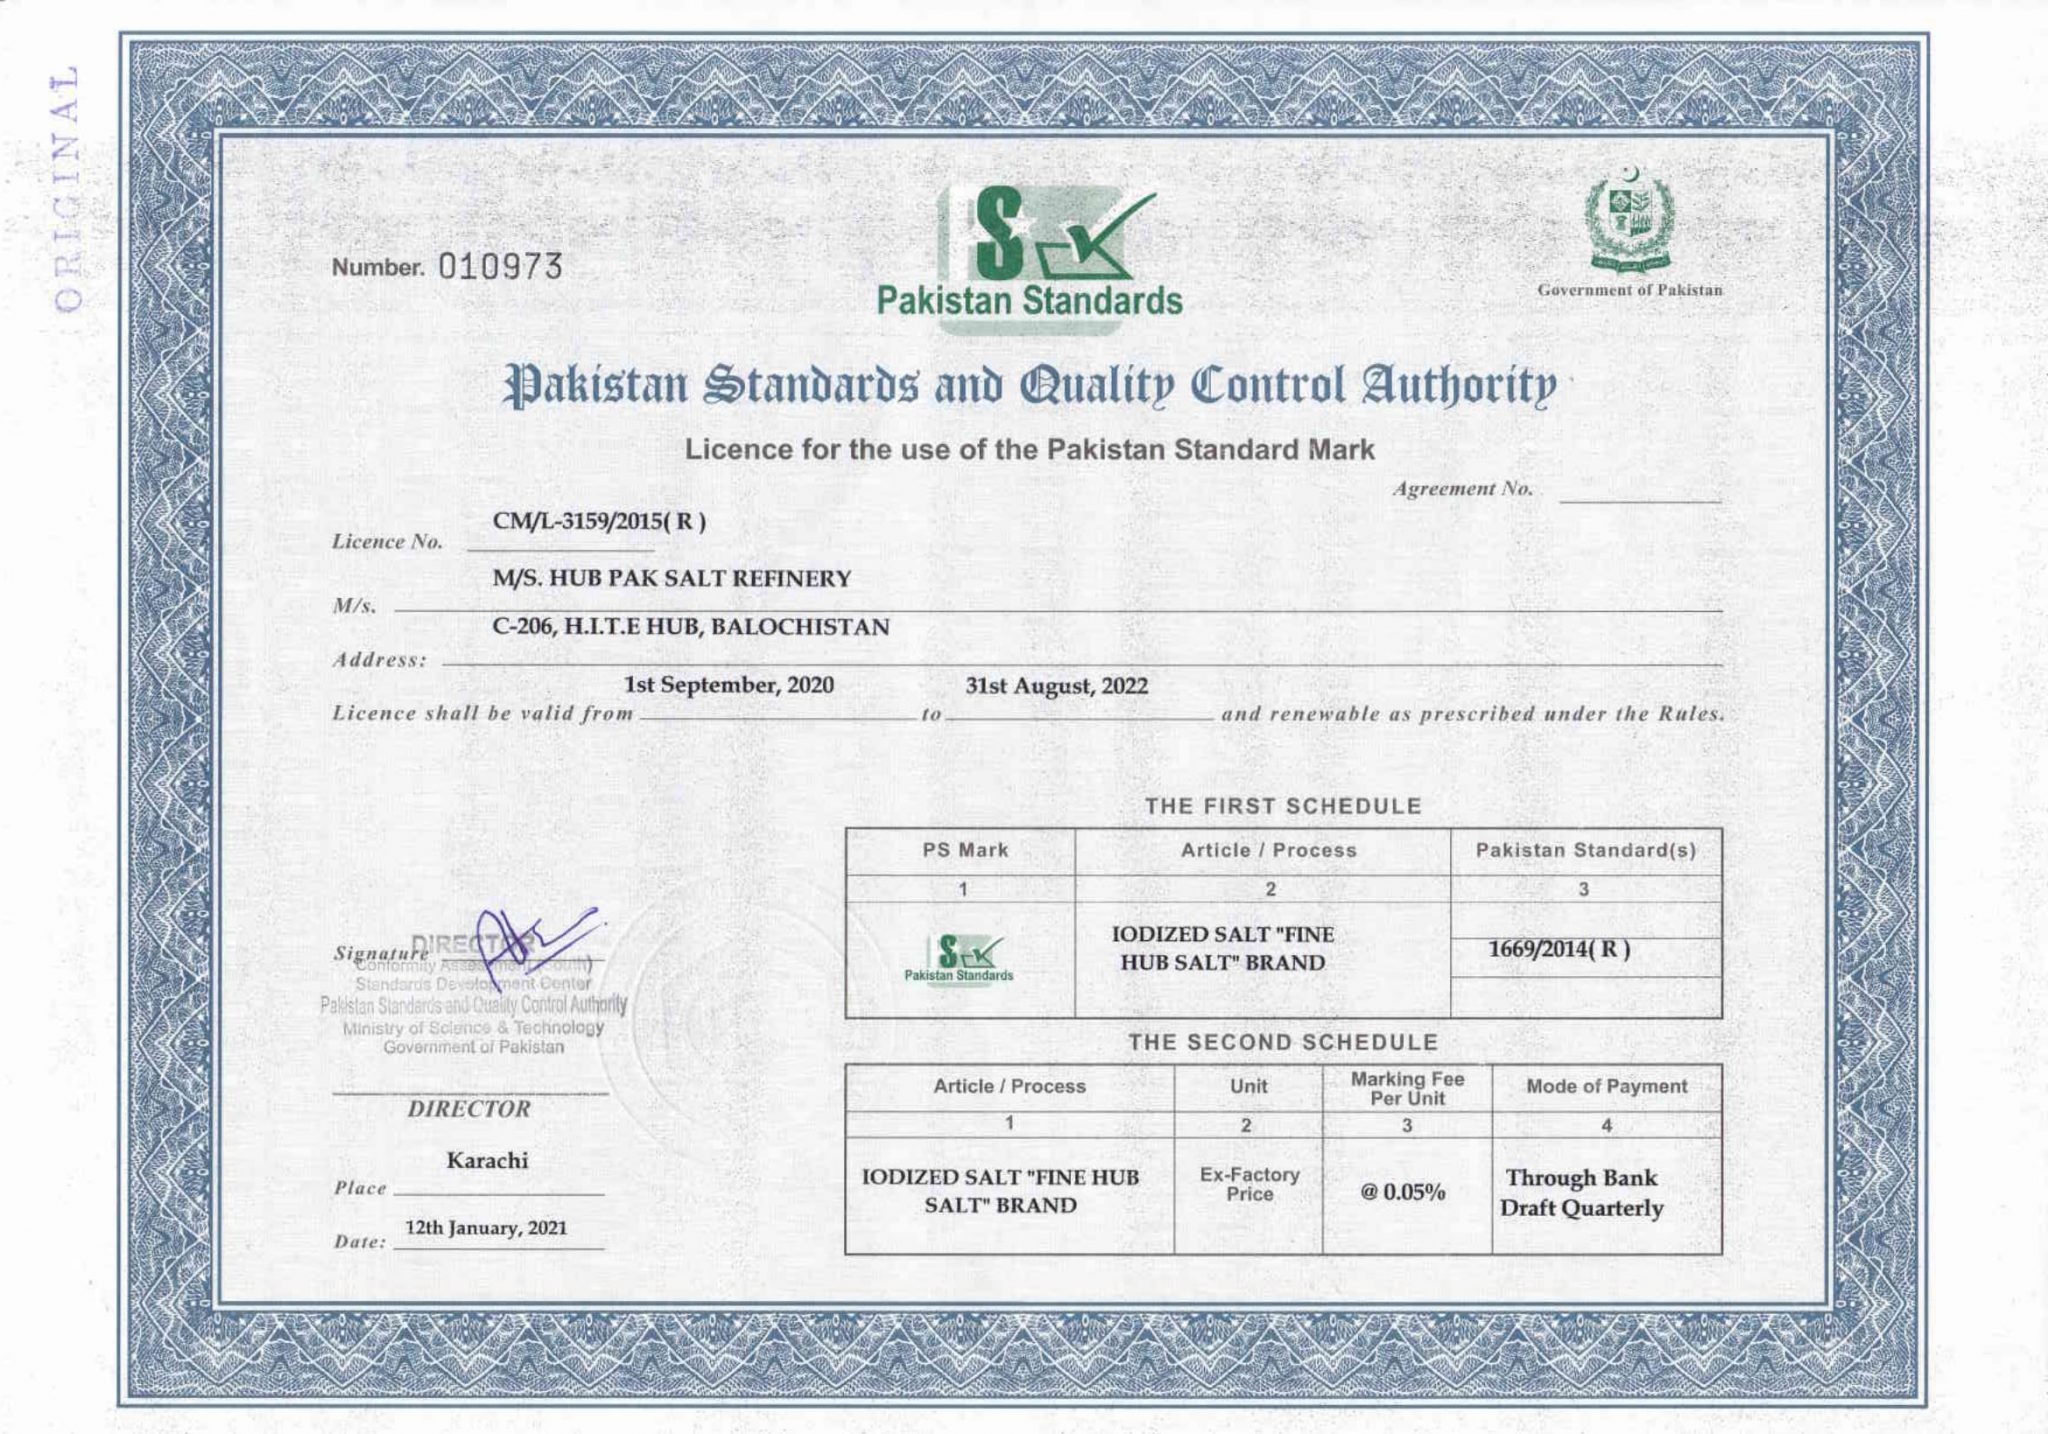 ORIGINAL
Number. 010973
S
Pakistan Standards
Government of Pakistan
Pakistan Standards and Quality Control Authority
Licence for the use of the Pakistan Standard Mark
Agreement No.
CM/L-3159/2015( R )
Licence No.
M/S. HUB PAK SALT REFINERY
M/s.
C-206, H.I.T.E HUB, BALOCHISTAN
Address:
1st September, 2020 31st August, 2022
Licence shall be valid from to and renewable as prescribed under the Rules.
THE FIRST SCHEDULE
PS Mark Article / Process Pakistan Standard(s)
1 2 3
S
Pakistan Standards
IODIZED SALT "FINE
HUB SALT" BRAND
1669/2014( R )
THE SECOND SCHEDULE
Article / Process Unit Marking Fee
Per Unit Mode of Payment
1 2 3 4
IODIZED SALT "FINE HUB
SALT" BRAND
Ex-Factory
Price
@ 0.05%
Through Bank
Draft Quarterly
DIRECTOR
Signature
Conformity Assessment (South)
Standards Development Center
Pakistan Standards and Quality Control Authority
Ministry of Science & Technology
Government of Pakistan
DIRECTOR
Karachi
Place
12th January, 2021
Date: